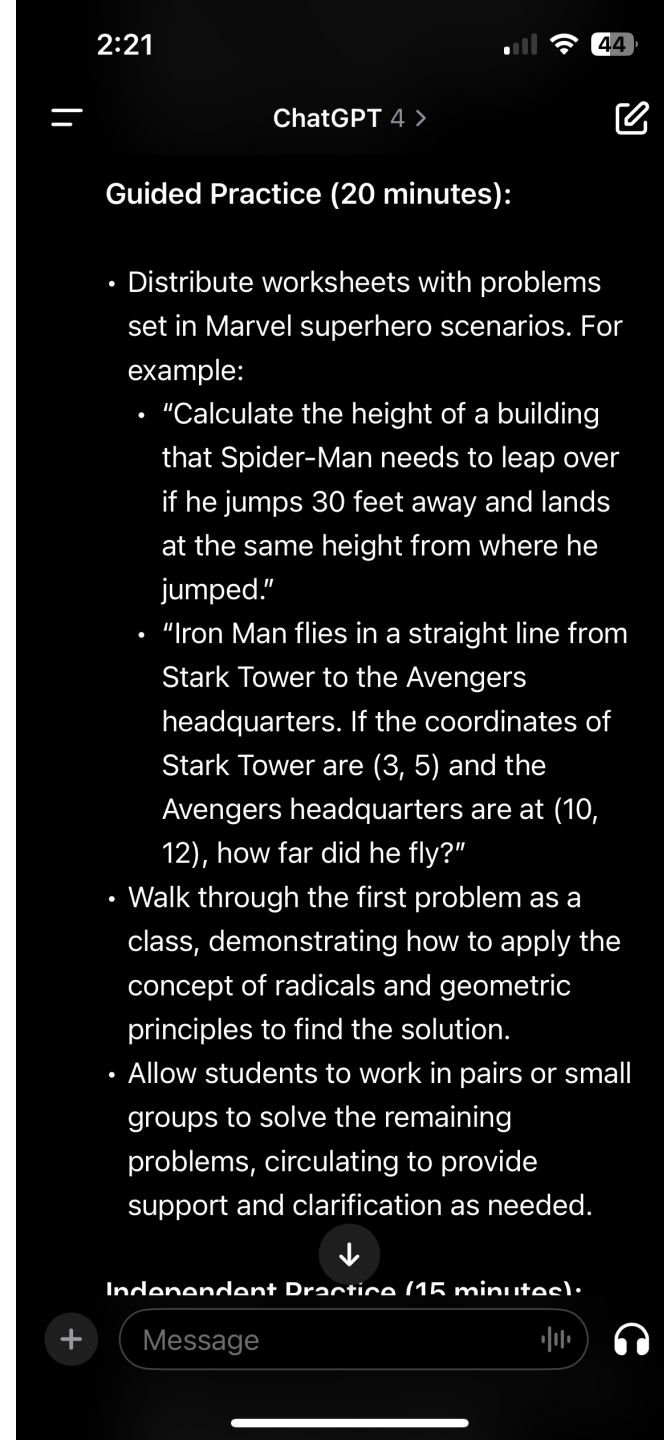 2:21
44
ChatGPT 4 >
Guided Practice (20 minutes):
• Distribute worksheets with problems
set in Marvel superhero scenarios. For
example:
• “Calculate the height of a building
that Spider-Man needs to leap over
if he jumps 30 feet away and lands
at the same height from where he
jumped.”
• “Iron Man flies in a straight line from
Stark Tower to the Avengers
headquarters. If the coordinates of
Stark Tower are (3, 5) and the
Avengers headquarters are at (10,
12), how far did he fly?”
• Walk through the first problem as a
class, demonstrating how to apply the
concept of radicals and geometric
principles to find the solution.
• Allow students to work in pairs or small
groups to solve the remaining
problems, circulating to provide
support and clarification as needed.
Independent Practice (15 minutes):
Message